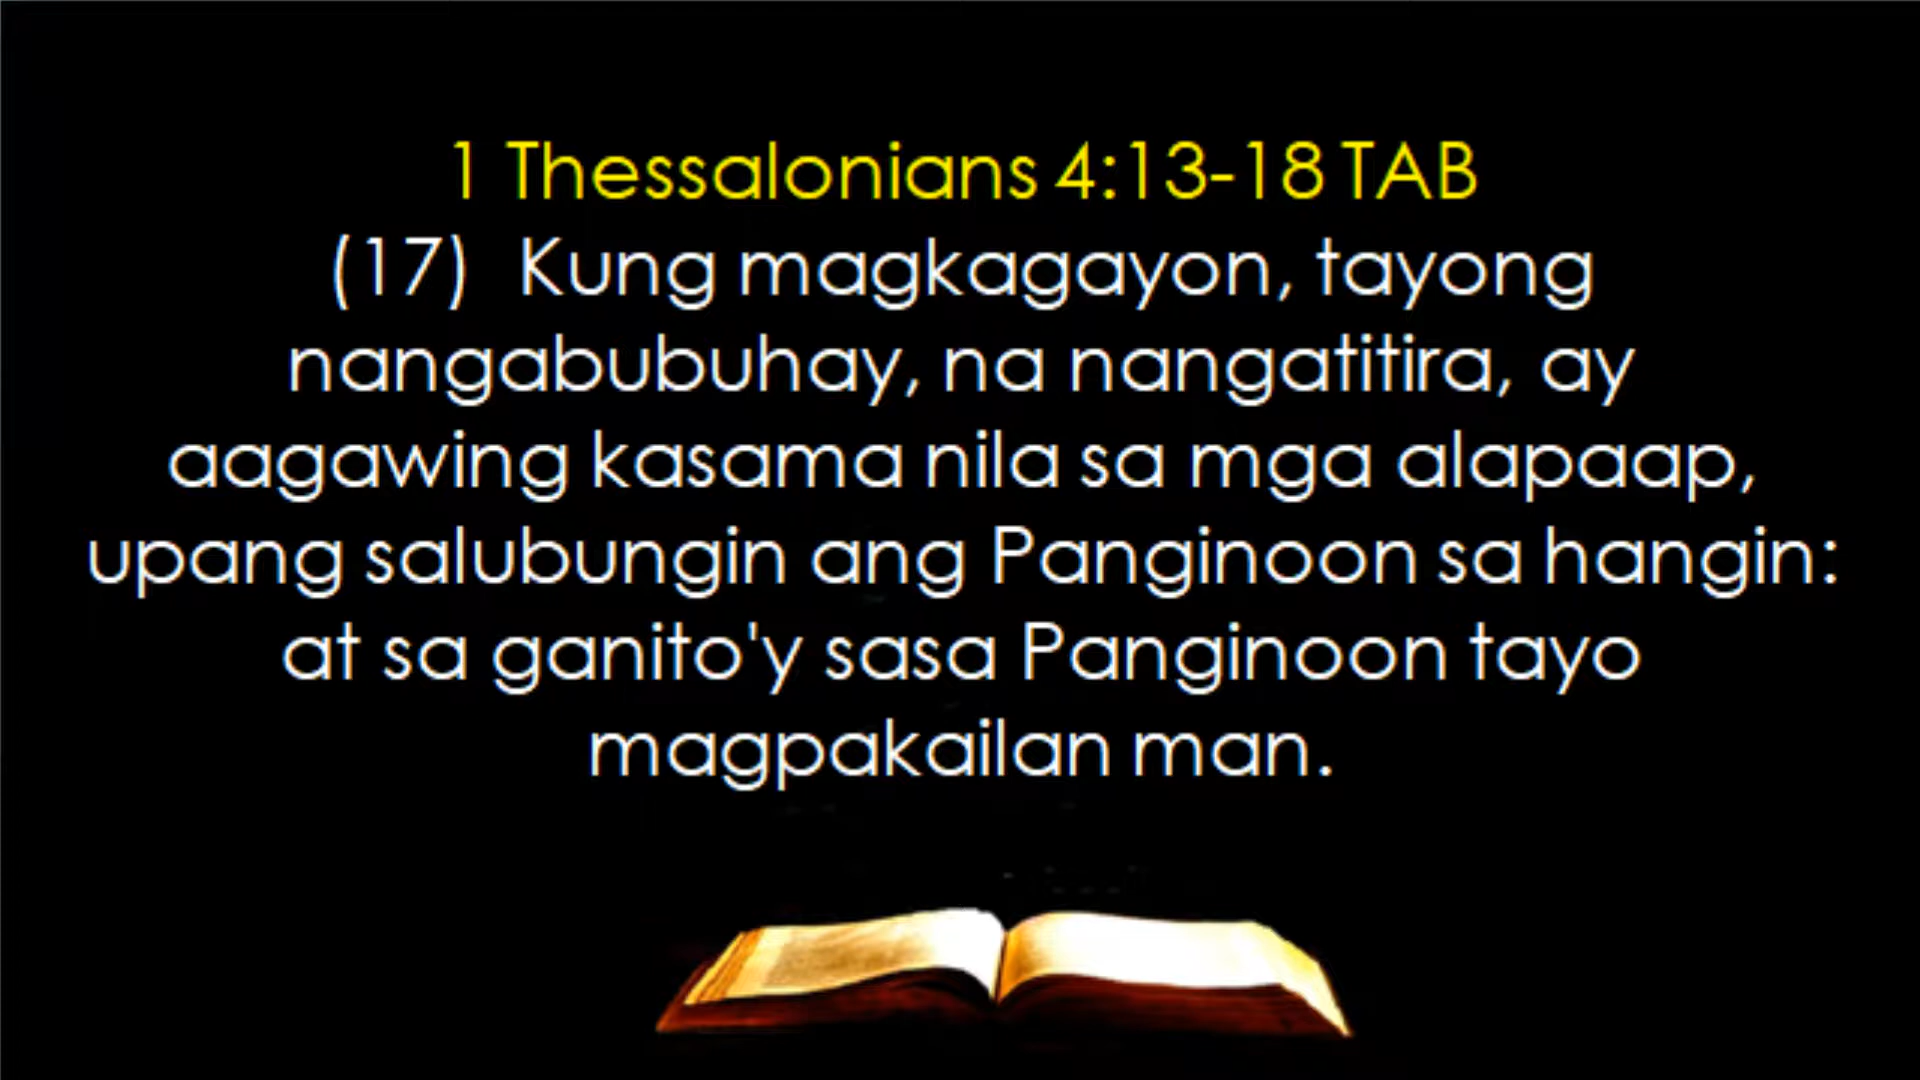 1 Thessalonians 4:13-18 TAB
(17) Kung magkagayon, tayong
nangabubuhay, na nangatitira, ay
aagawing kasama nila sa mga alapaap,
upang salubungin ang Panginoon sa hangin:
at sa ganito'y sasa Panginoon tayo
magpakailan man.